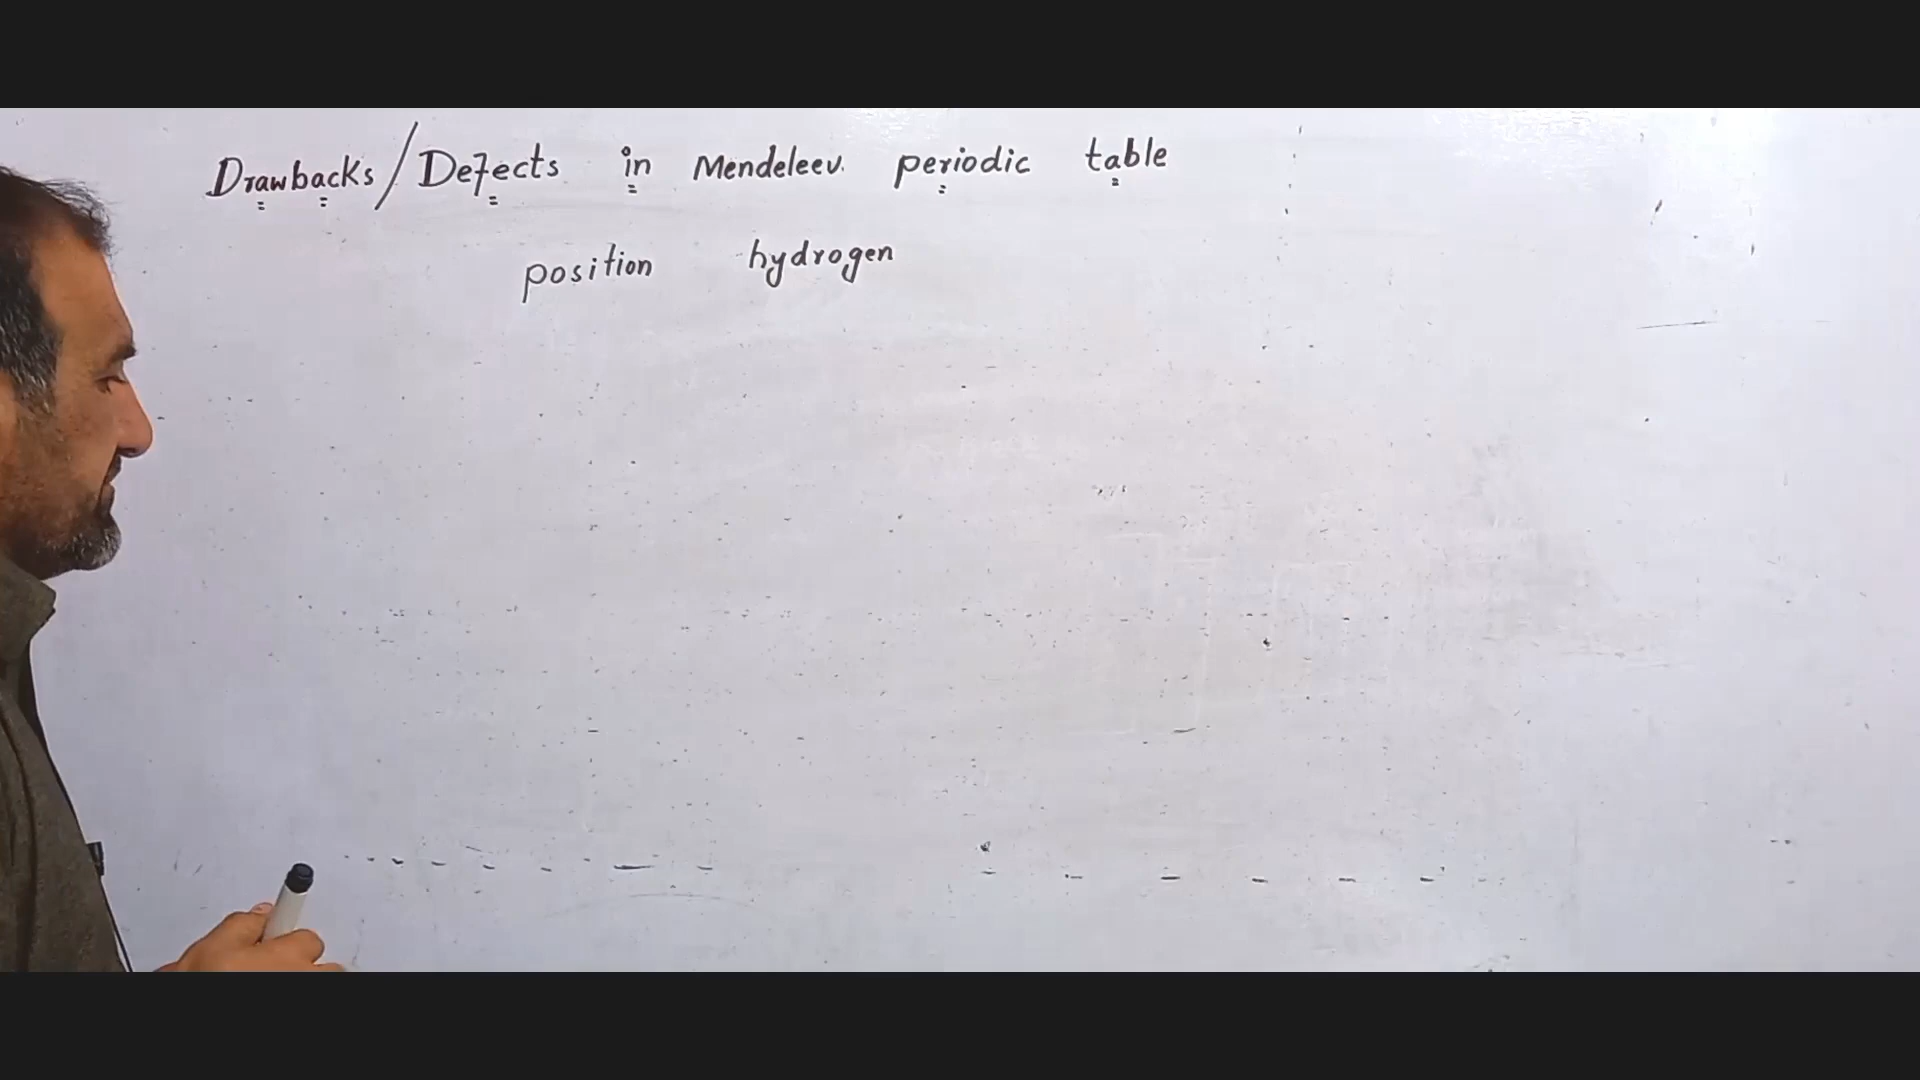 Drawbacks/Defects in Mendeleev. periodic table
position hydrogen